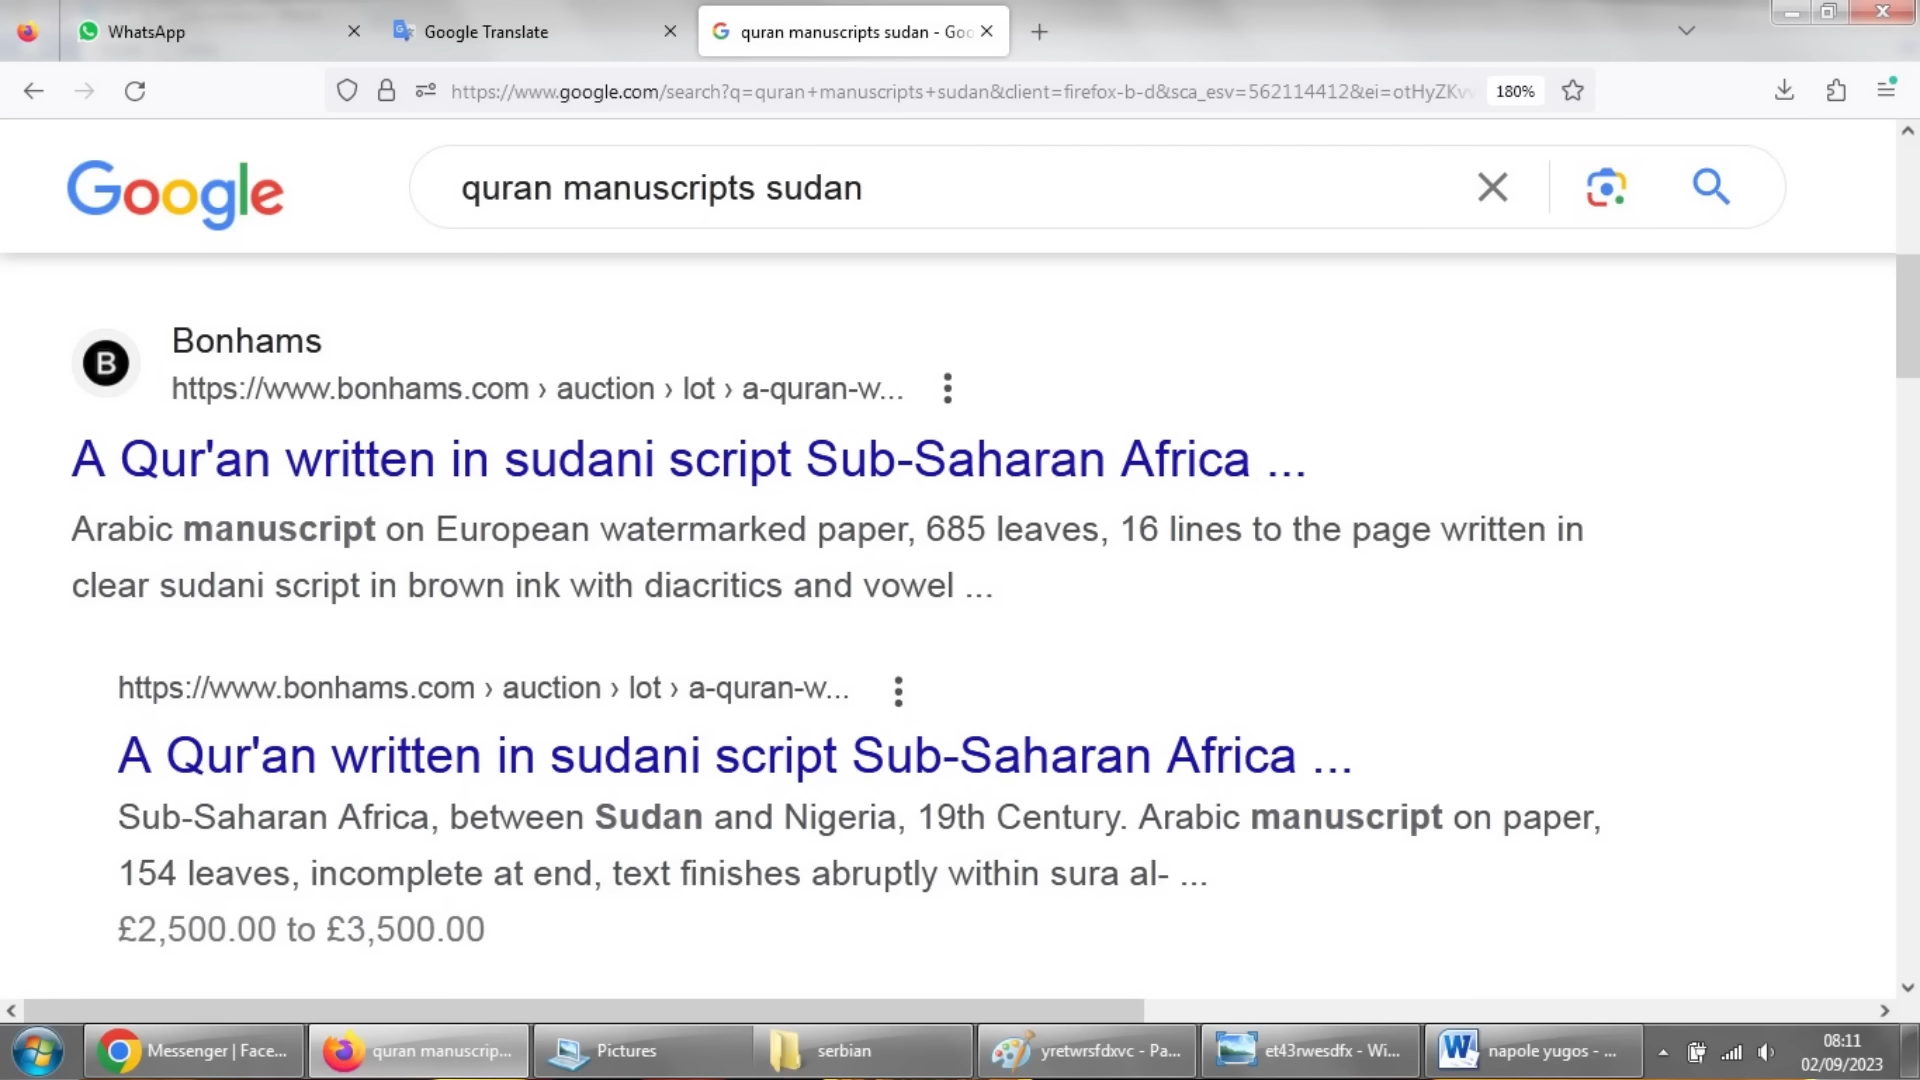 WhatsApp
Google Translate
quran manuscripts sudan - Goo
https://www.google.com/search?q=quran+manuscripts+sudan&client=firefox-b-d&sca_esv=562114412&ei=otHyZKv
180%
Google
quran manuscripts sudan
B
Bonhams
https://www.bonhams.com › auction › lot › a-quran-w...
A Qur'an written in sudani script Sub-Saharan Africa ...
Arabic manuscript on European watermarked paper, 685 leaves, 16 lines to the page written in
clear sudani script in brown ink with diacritics and vowel ...
https://www.bonhams.com › auction › lot › a-quran-w...
A Qur'an written in sudani script Sub-Saharan Africa ...
Sub-Saharan Africa, between Sudan and Nigeria, 19th Century. Arabic manuscript on paper,
154 leaves, incomplete at end, text finishes abruptly within sura al- ...
£2,500.00 to £3,500.00
Messenger | Face...
quran manuscrip...
Pictures
serbian
yretwrsfdxvc - Pa...
et43rwesdfx - Wi...
napole yugos - ...
08:11
02/09/2023